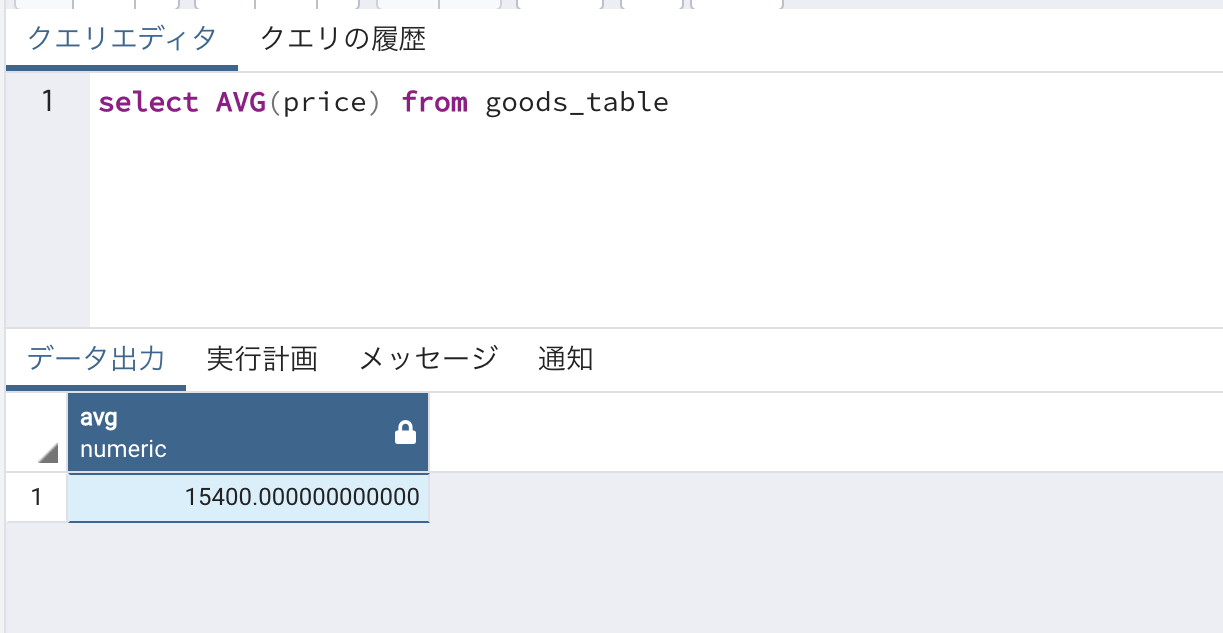 クエリエディタ クエリの履歴
1 select AVG(price) from goods_table
データ出力 実行計画 メッセージ 通知
avg
numeric
1 15400.000000000000